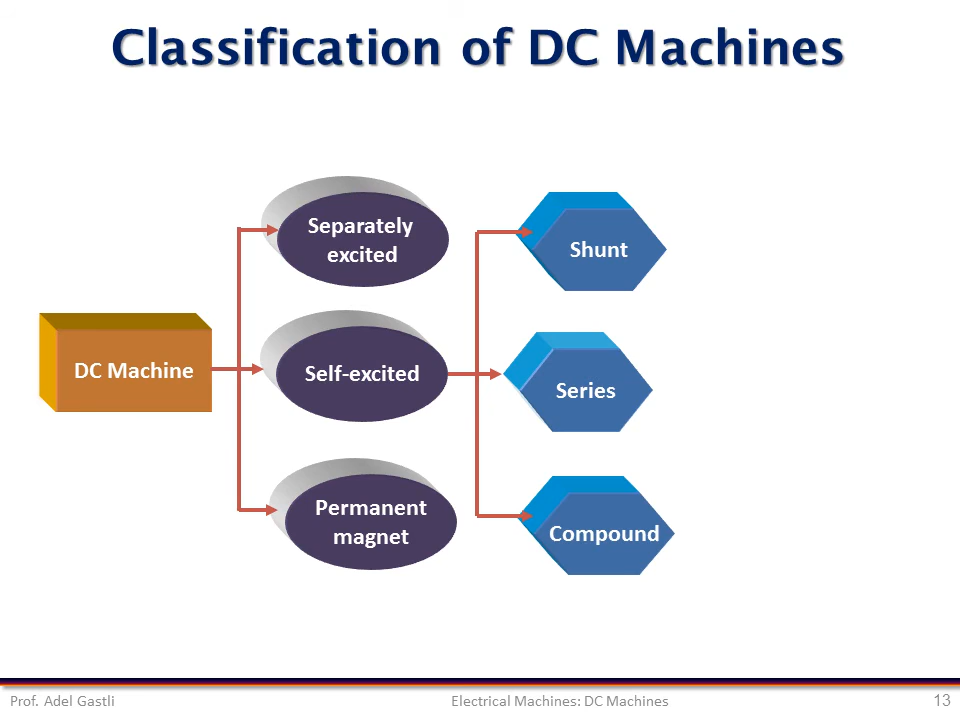 Classification of DC Machines
Separately
excited
Shunt
DC Machine
Self-excited
Series
Permanent
magnet
Compound
Prof. Adel Gastli
Electrical Machines: DC Machines
13